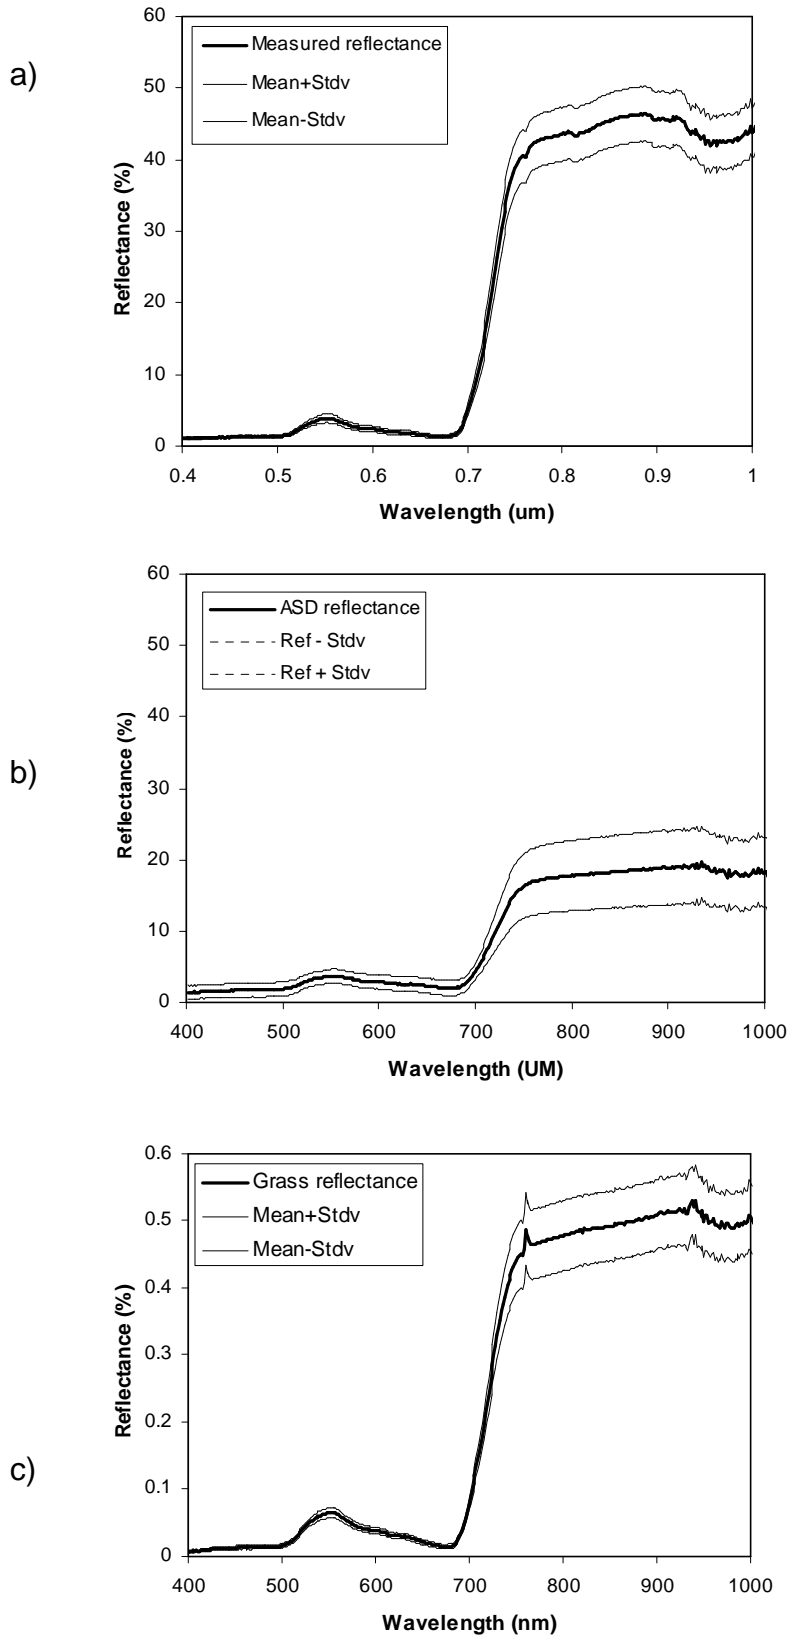 a)
Reflectance (%)
60
50
40
30
20
10
0
Measured reflectance
Mean+Stdv
Mean-Stdv
0.4 0.5 0.6 0.7 0.8 0.9 1
Wavelength (um)
b)
Reflectance (%)
60
50
40
30
20
10
0
ASD reflectance
Ref - Stdv
Ref + Stdv
400 500 600 700 800 900 1000
Wavelength (UM)
c)
Reflectance (%)
0.6
0.5
0.4
0.3
0.2
0.1
0
Grass reflectance
Mean+Stdv
Mean-Stdv
400 500 600 700 800 900 1000
Wavelength (nm)